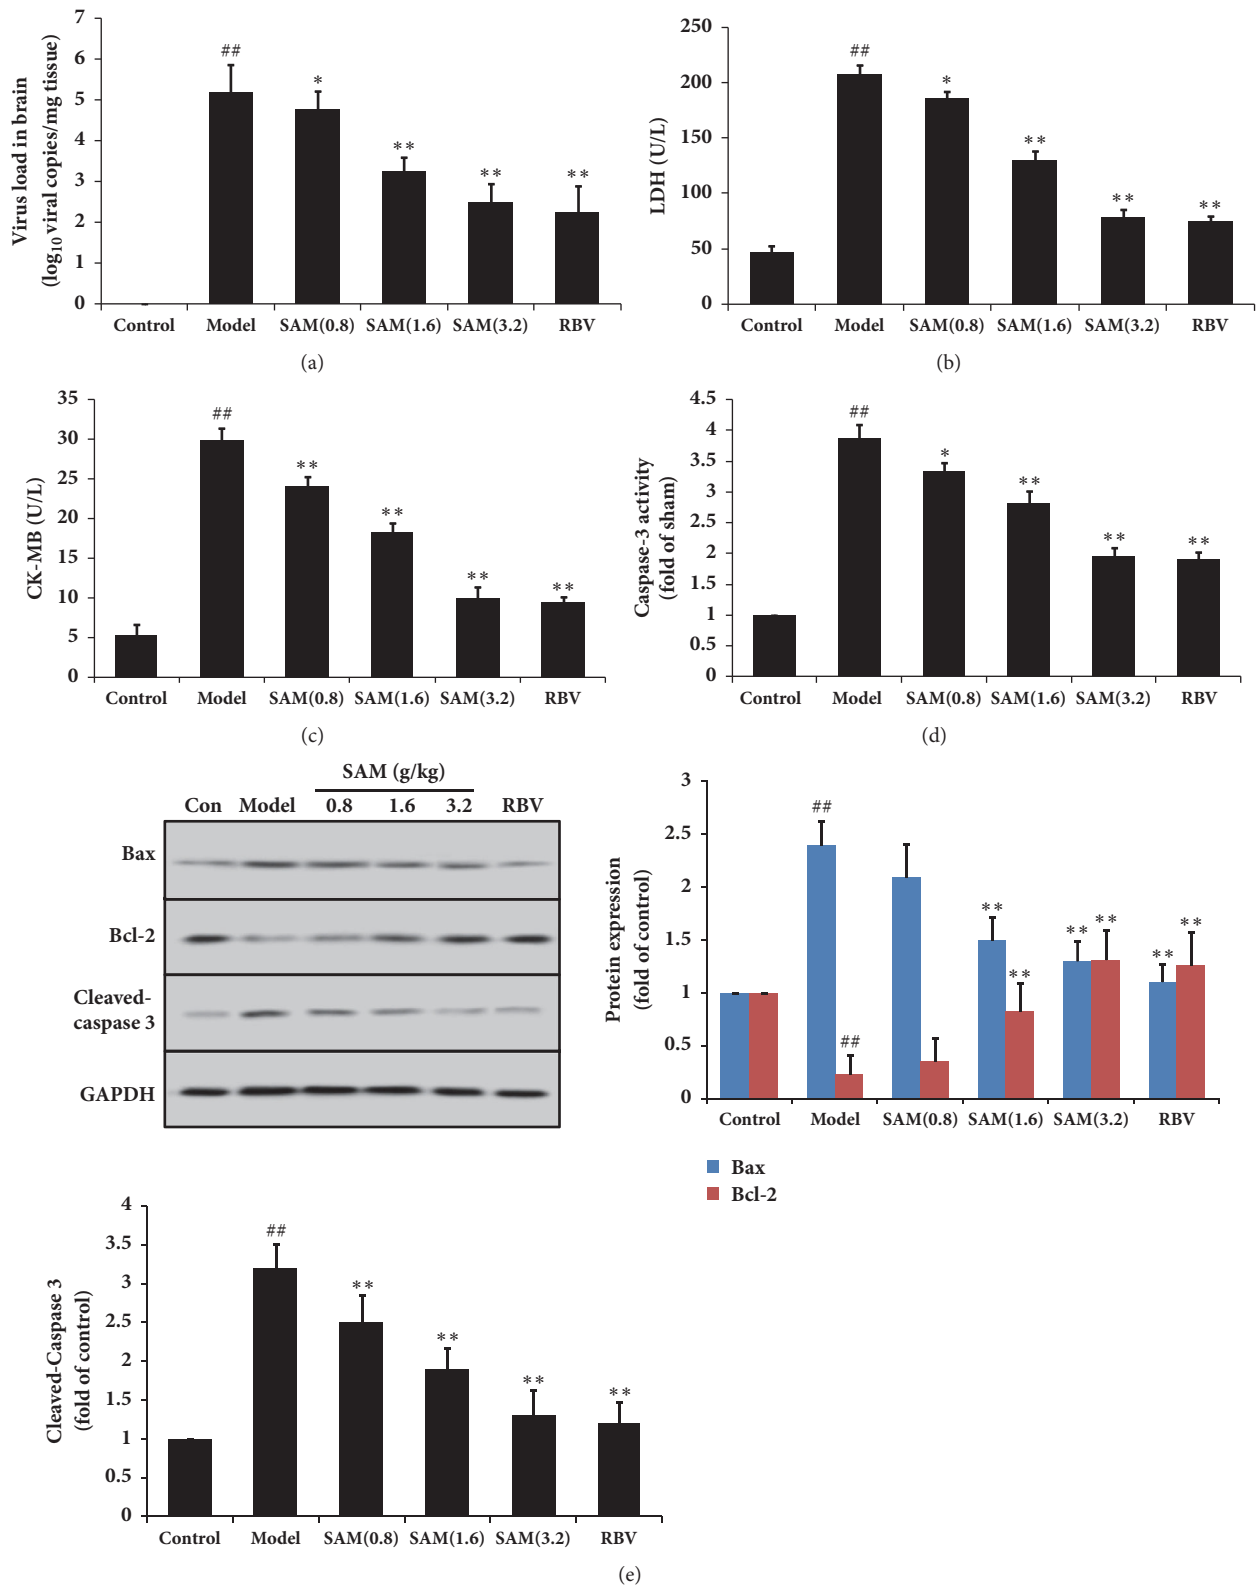 Virus load in brain
(log10 viral copies/mg tissue)
7
6
5
4
3
2
1
0
##
*
**
**
**
Control Model SAM(0.8) SAM(1.6) SAM(3.2) RBV
(a)
LDH (U/L)
250
200
150
100
50
0
##
*
**
**
**
Control Model SAM(0.8) SAM(1.6) SAM(3.2) RBV
(b)
CK-MB (U/L)
35
30
25
20
15
10
5
0
##
**
**
**
**
Control Model SAM(0.8) SAM(1.6) SAM(3.2) RBV
(c)
Caspase-3 activity
(fold of sham)
4.5
4
3.5
3
2.5
2
1.5
1
0.5
0
##
*
**
**
**
Control Model SAM(0.8) SAM(1.6) SAM(3.2) RBV
(d)
SAM (g/kg)
Con Model 0.8 1.6 3.2 RBV
Bax
Bcl-2
Cleaved-
caspase 3
GAPDH
Protein expression
(fold of control)
3
2.5
2
1.5
1
0.5
0
##
##
**
**
**
**
**
**
Control Model SAM(0.8) SAM(1.6) SAM(3.2) RBV
Bax
Bcl-2
Cleaved-Caspase 3
(fold of control)
4
3.5
3
2.5
2
1.5
1
0.5
0
##
**
**
**
**
Control Model SAM(0.8) SAM(1.6) SAM(3.2) RBV
(e)